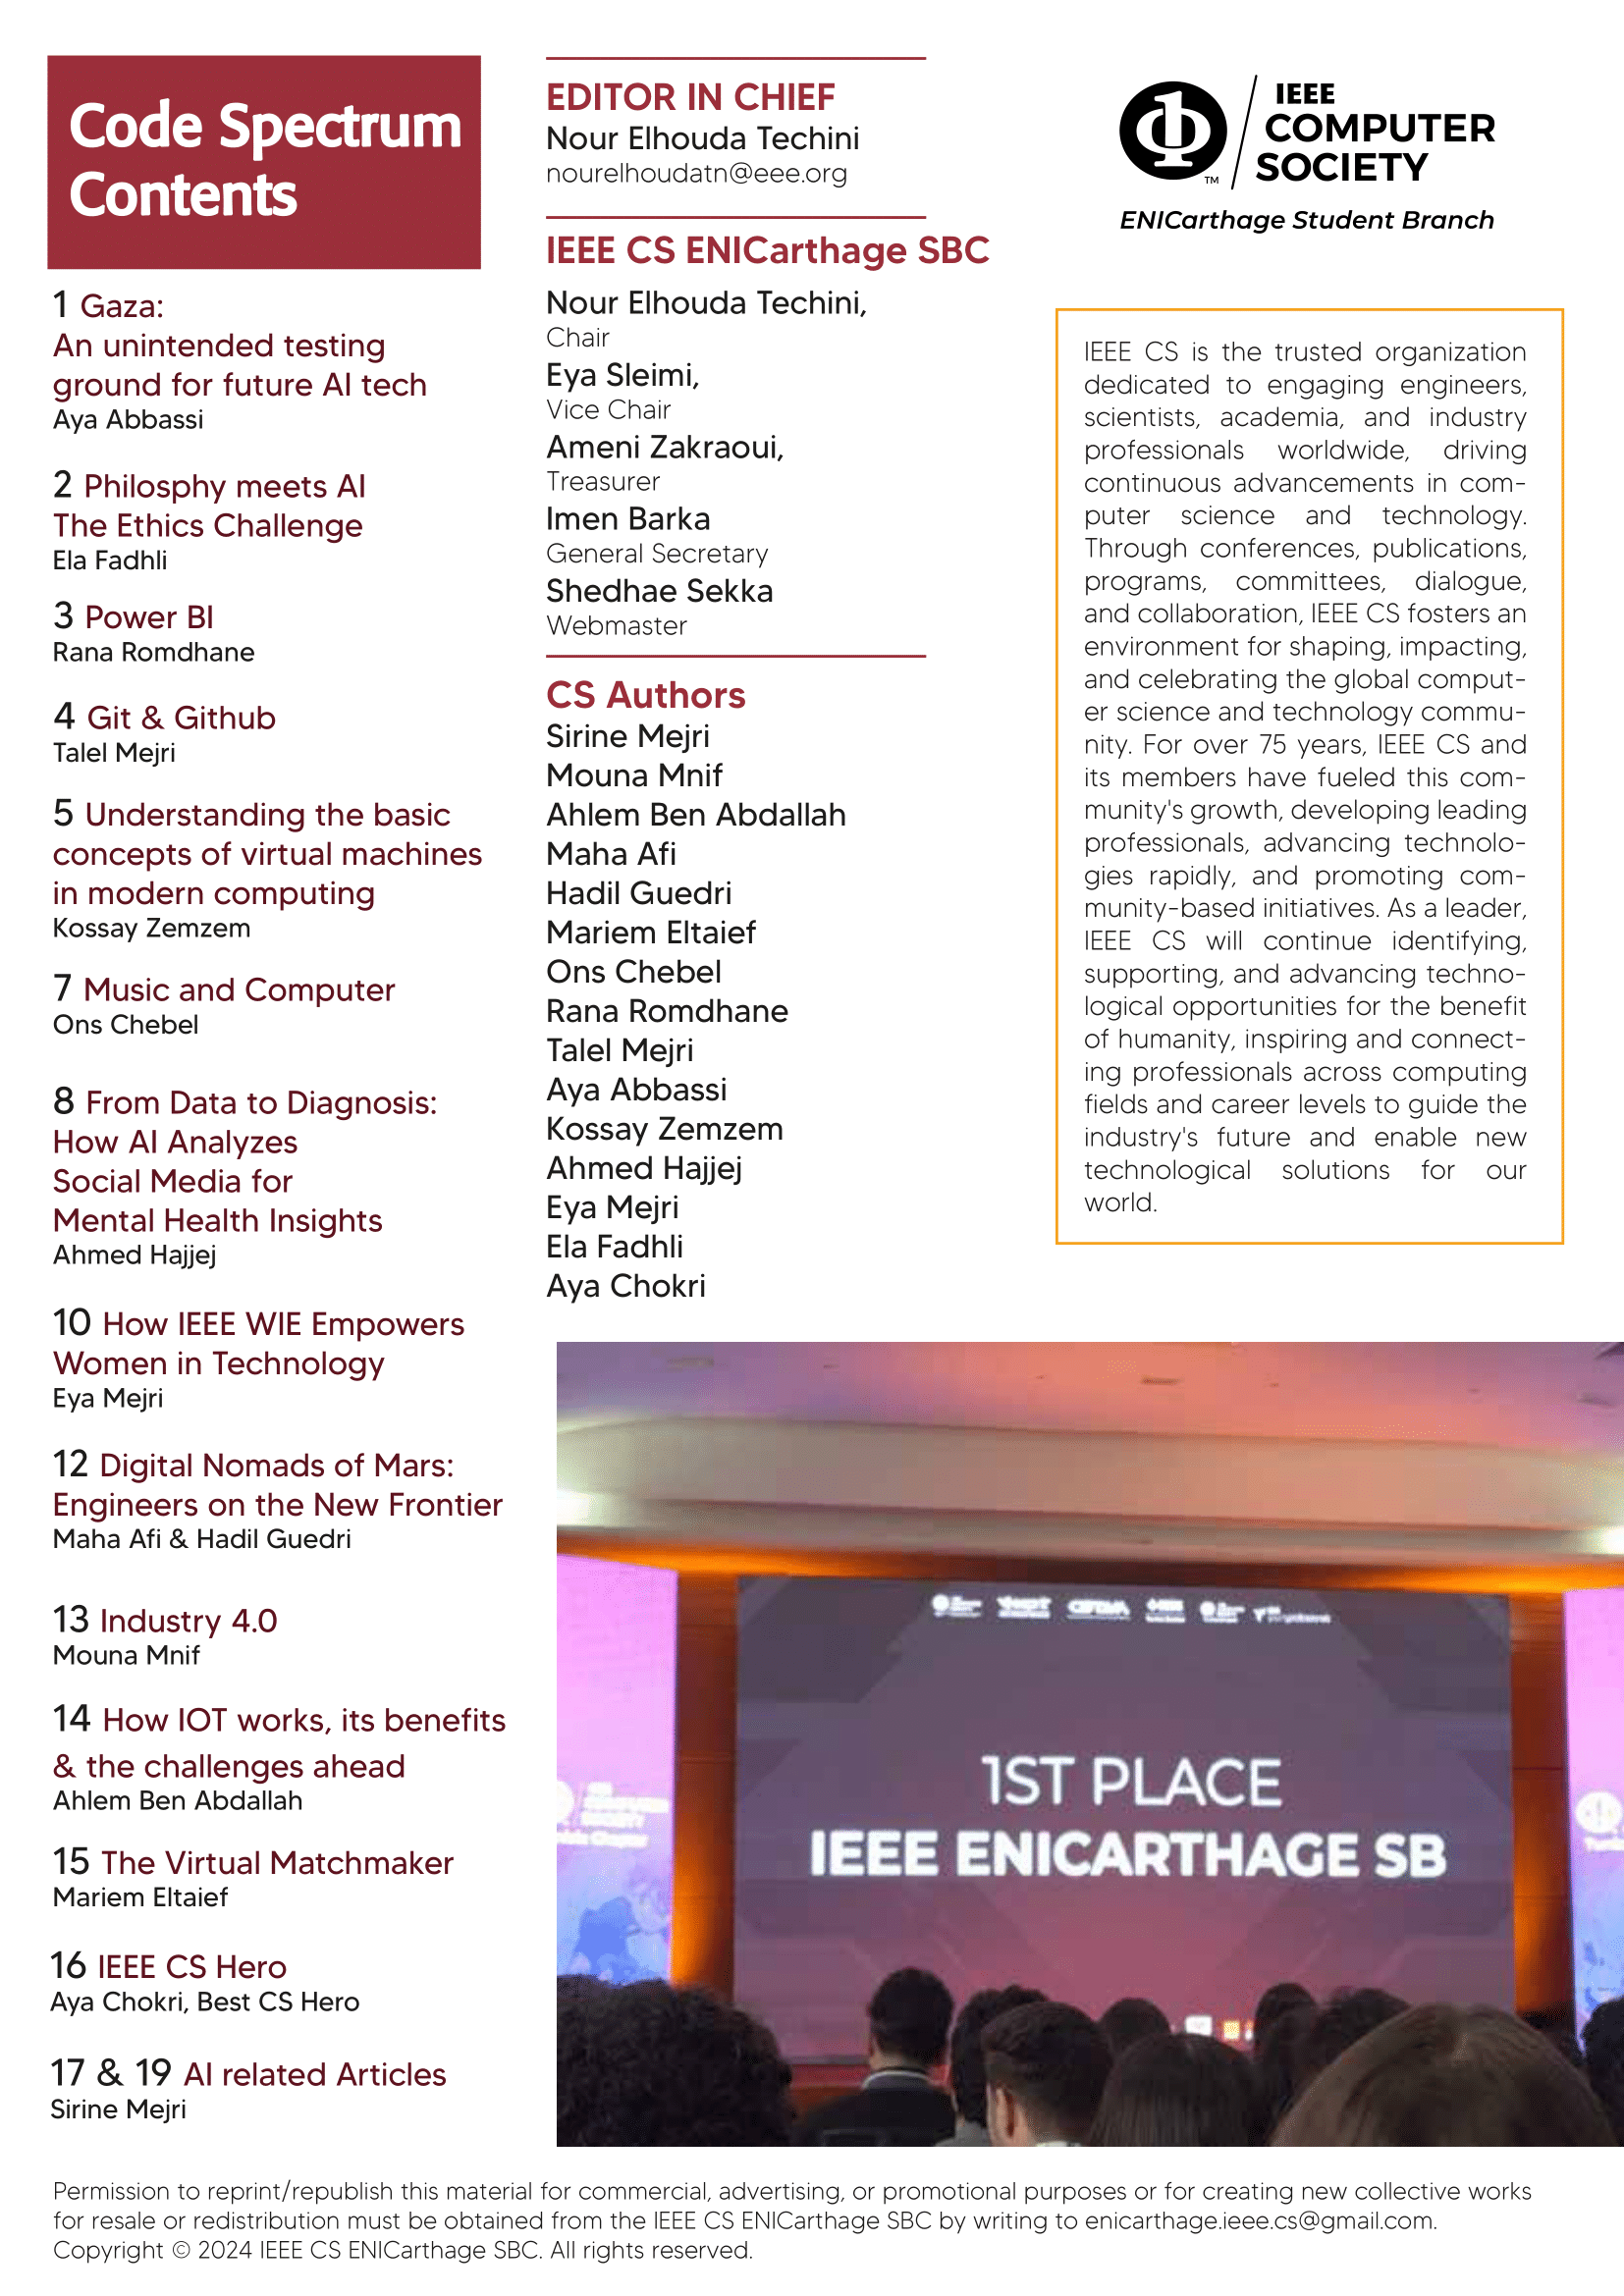 Code Spectrum
Contents
1 Gaza:
An unintended testing
ground for future AI tech
Aya Abbassi
2 Philosphy meets AI
The Ethics Challenge
Ela Fadhli
3 Power BI
Rana Romdhane
4 Git & Github
Talel Mejri
5 Understanding the basic
concepts of virtual machines
in modern computing
Kossay Zemzem
7 Music and Computer
Ons Chebel
8 From Data to Diagnosis:
How AI Analyzes
Social Media for
Mental Health Insights
Ahmed Hajjej
10 How IEEE WIE Empowers
Women in Technology
Eya Mejri
12 Digital Nomads of Mars:
Engineers on the New Frontier
Maha Afi & Hadil Guedri
13 Industry 4.0
Mouna Mnif
14 How IOT works, its benefits
& the challenges ahead
Ahlem Ben Abdallah
15 The Virtual Matchmaker
Mariem Eltaief
16 IEEE CS Hero
Aya Chokri, Best CS Hero
17 & 19 AI related Articles
Sirine Mejri
EDITOR IN CHIEF
Nour Elhouda Techini
nourelhoudatn@eee.org
IEEE CS ENICarthage SBC
Nour Elhouda Techini,
Chair
Eya Sleimi,
Vice Chair
Ameni Zakraoui,
Treasurer
Imen Barka
General Secretary
Shedhae Sekka
Webmaster
CS Authors
Sirine Mejri
Mouna Mnif
Ahlem Ben Abdallah
Maha Afi
Hadil Guedri
Mariem Eltaief
Ons Chebel
Rana Romdhane
Talel Mejri
Aya Abbassi
Kossay Zemzem
Ahmed Hajjej
Eya Mejri
Ela Fadhli
Aya Chokri
IEEE
COMPUTER
SOCIETY
TM
ENICarthage Student Branch
IEEE CS is the trusted organization
dedicated to engaging engineers,
scientists, academia, and industry
professionals worldwide, driving
continuous advancements in com-
puter science and technology.
Through conferences, publications,
programs, committees, dialogue,
and collaboration, IEEE CS fosters an
environment for shaping, impacting,
and celebrating the global comput-
er science and technology commu-
nity. For over 75 years, IEEE CS and
its members have fueled this com-
munity's growth, developing leading
professionals, advancing technolo-
gies rapidly, and promoting com-
munity-based initiatives. As a leader,
IEEE CS will continue identifying,
supporting, and advancing techno-
logical opportunities for the benefit
of humanity, inspiring and connect-
ing professionals across computing
fields and career levels to guide the
industry's future and enable new
technological solutions for our
world.
1ST PLACE
IEEE ENICARTHAGE SB
Permission to reprint/republish this material for commercial, advertising, or promotional purposes or for creating new collective works
for resale or redistribution must be obtained from the IEEE CS ENICarthage SBC by writing to enicarthage.ieee.cs@gmail.com.
Copyright © 2024 IEEE CS ENICarthage SBC. All rights reserved.